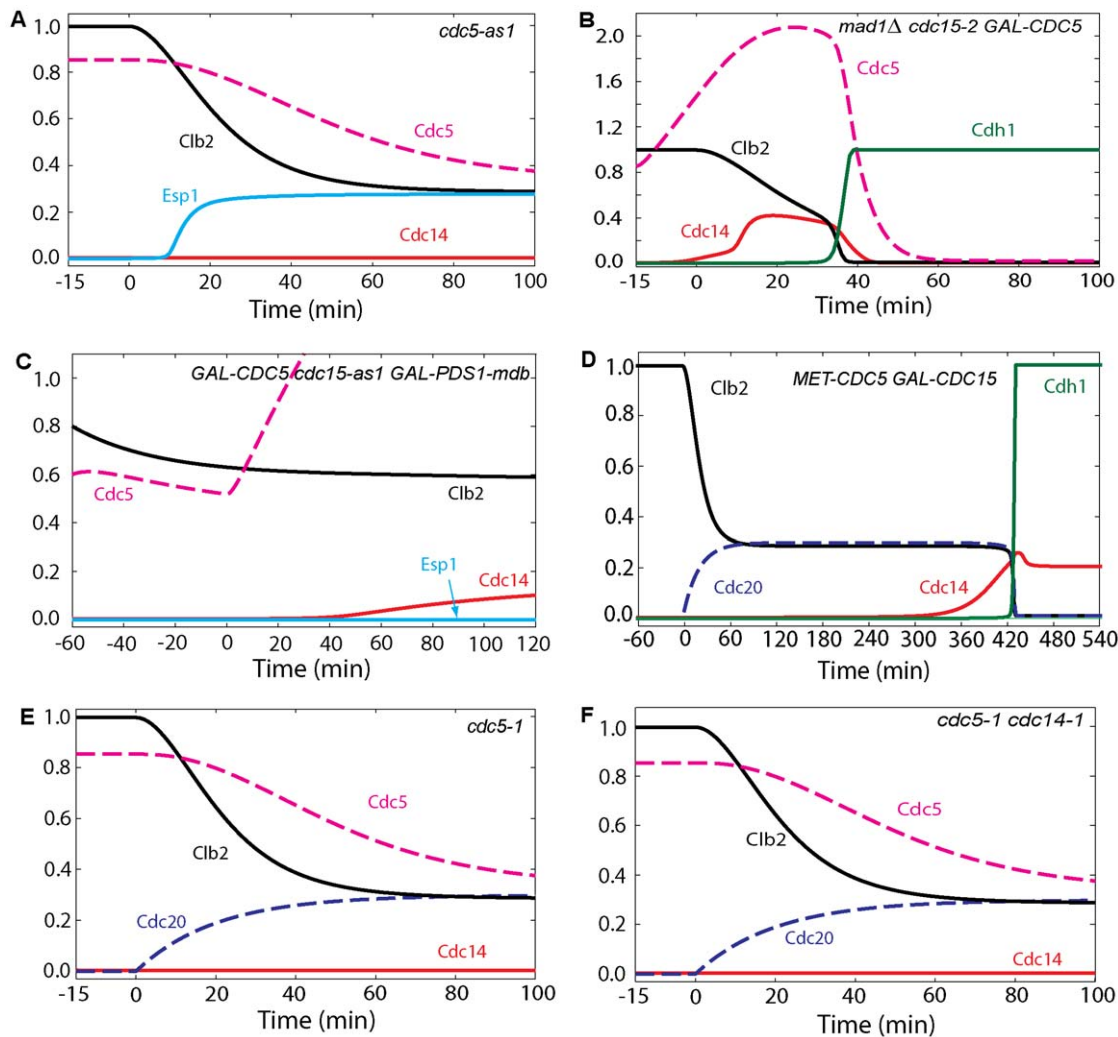 A
cdc5-as1
1.0
0.8
0.6
0.4
0.2
0.0
Cdc5
Clb2
Esp1
Cdc14
-15 0 20 40 60 80 100
Time (min)
B
mad1Δ cdc15-2 GAL-CDC5
2.0
1.6
1.2
1.0
0.8
0.4
0.0
Cdc5
Cdh1
Clb2
Cdc14
-15 0 20 40 60 80 100
Time (min)
C
GAL-CDC5 cdc15-as1 GAL-PDS1-mdb
1.0
0.8
0.6
0.4
0.2
0.0
Cdc5
Clb2
Esp1
Cdc14
-60 -40 -20 0 20 40 60 80 100 120
Time (min)
D
MET-CDC5 GAL-CDC15
1.0
0.8
0.6
0.4
0.2
0.0
Clb2
Cdh1
Cdc20
Cdc14
-60 0 60 120 180 240 300 360 420 480 540
Time (min)
E
cdc5-1
1.0
0.8
0.6
0.4
0.2
0.0
Cdc5
Clb2
Cdc20
Cdc14
-15 0 20 40 60 80 100
Time (min)
F
cdc5-1 cdc14-1
1.0
0.8
0.6
0.4
0.2
0.0
Cdc5
Clb2
Cdc20
Cdc14
-15 0 20 40 60 80 100
Time (min)